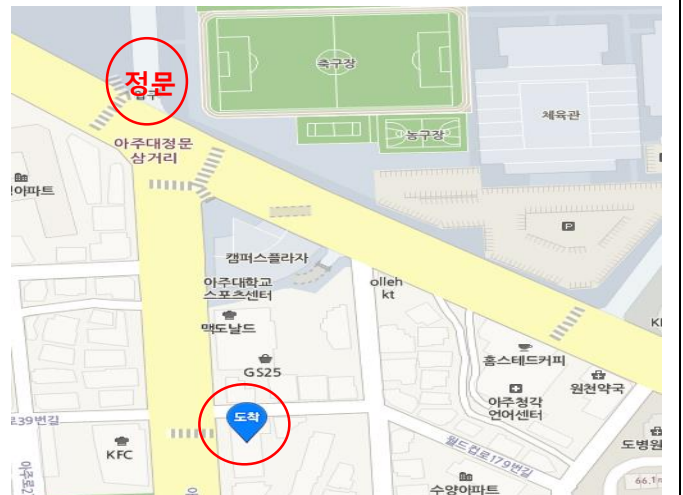 정문
입구
축구장
체육관
농구장
아주대정문
삼거리
아파트
P
캠퍼스플라자
아주대학교
스포츠센터
olleh
kt
맥도날드
홈스테드커피
GS25
원천약국
아주청각
언어센터
도착
39번길
KFC
월드컵로179번길
도병원
수양아파트
66.1